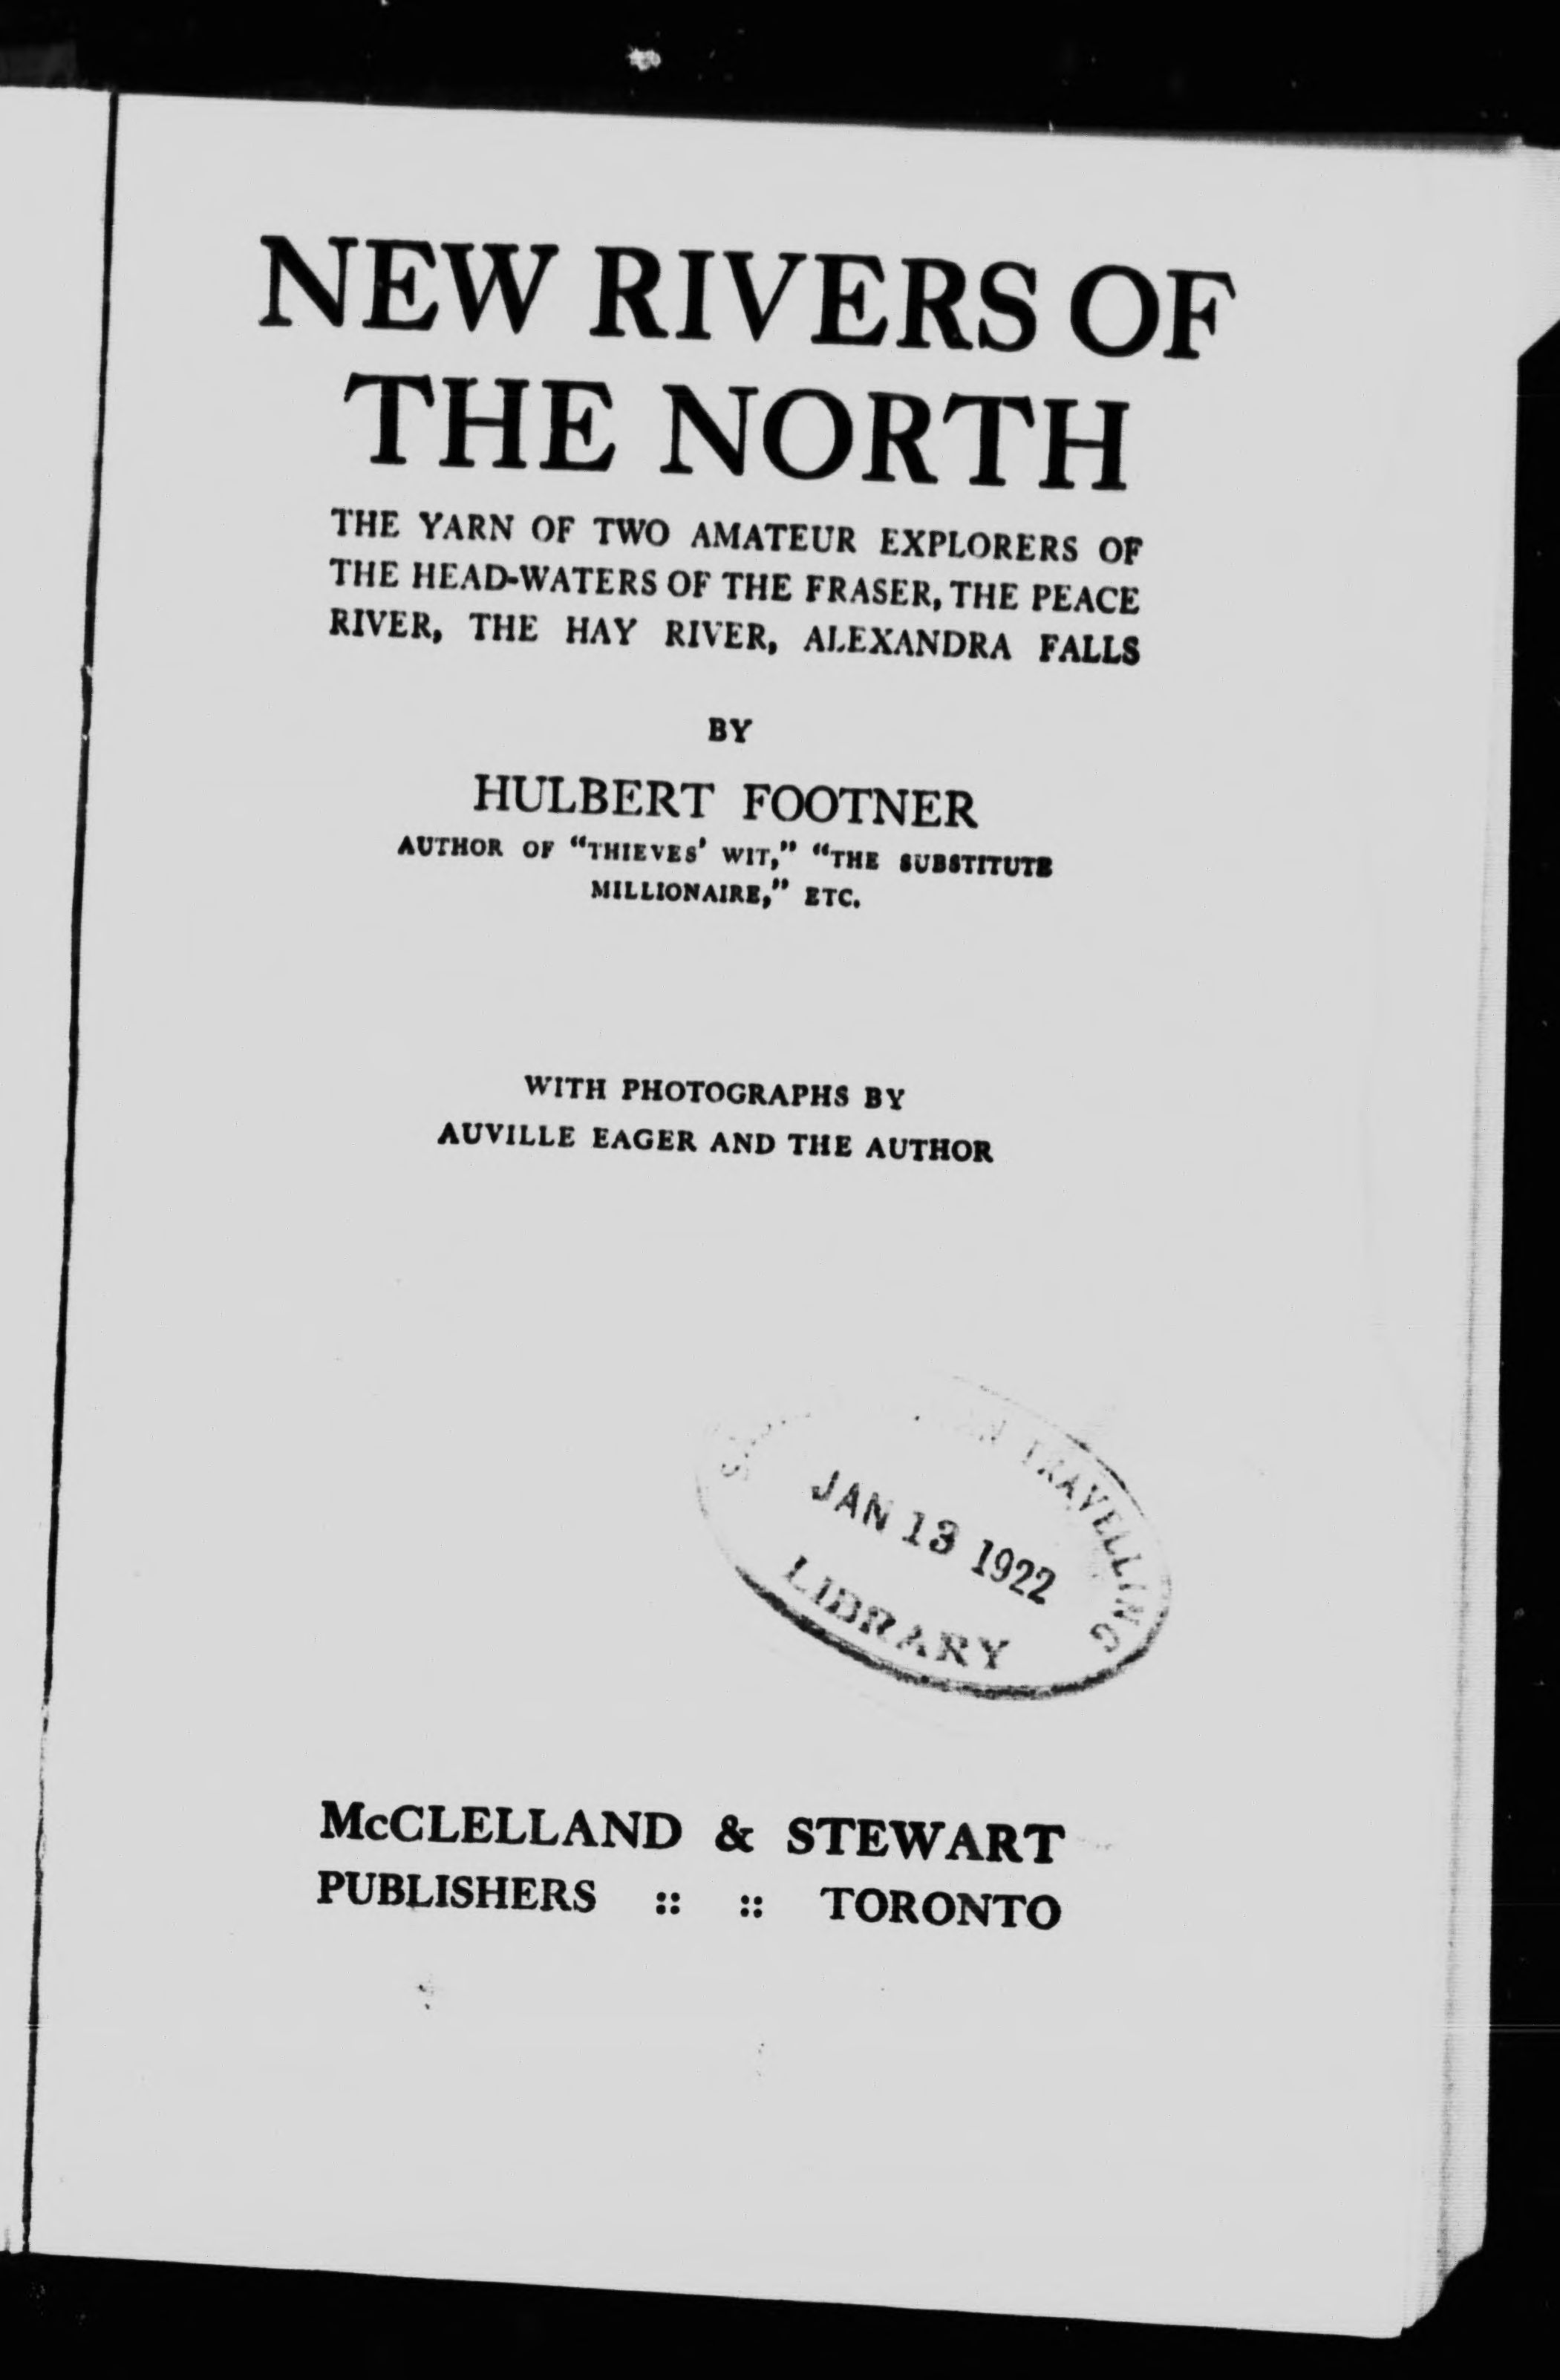 NEW RIVERS OF
THE NORTH
THE YARN OF TWO AMATEUR EXPLORERS OF
THE HEAD-WATERS OF THE FRASER, THE PEACE
RIVER, THE HAY RIVER, ALEXANDRA FALLS
BY
HULBERT FOOTNER
AUTHOR OF "THIEVES' WIT," "THE SUBSTITUTE
MILLIONAIRE," ETC.
WITH PHOTOGRAPHS BY
AUVILLE EAGER AND THE AUTHOR
TRAVELLING
JAN 13 1922
LIBRARY
McCLELLAND & STEWART
PUBLISHERS :: :: TORONTO